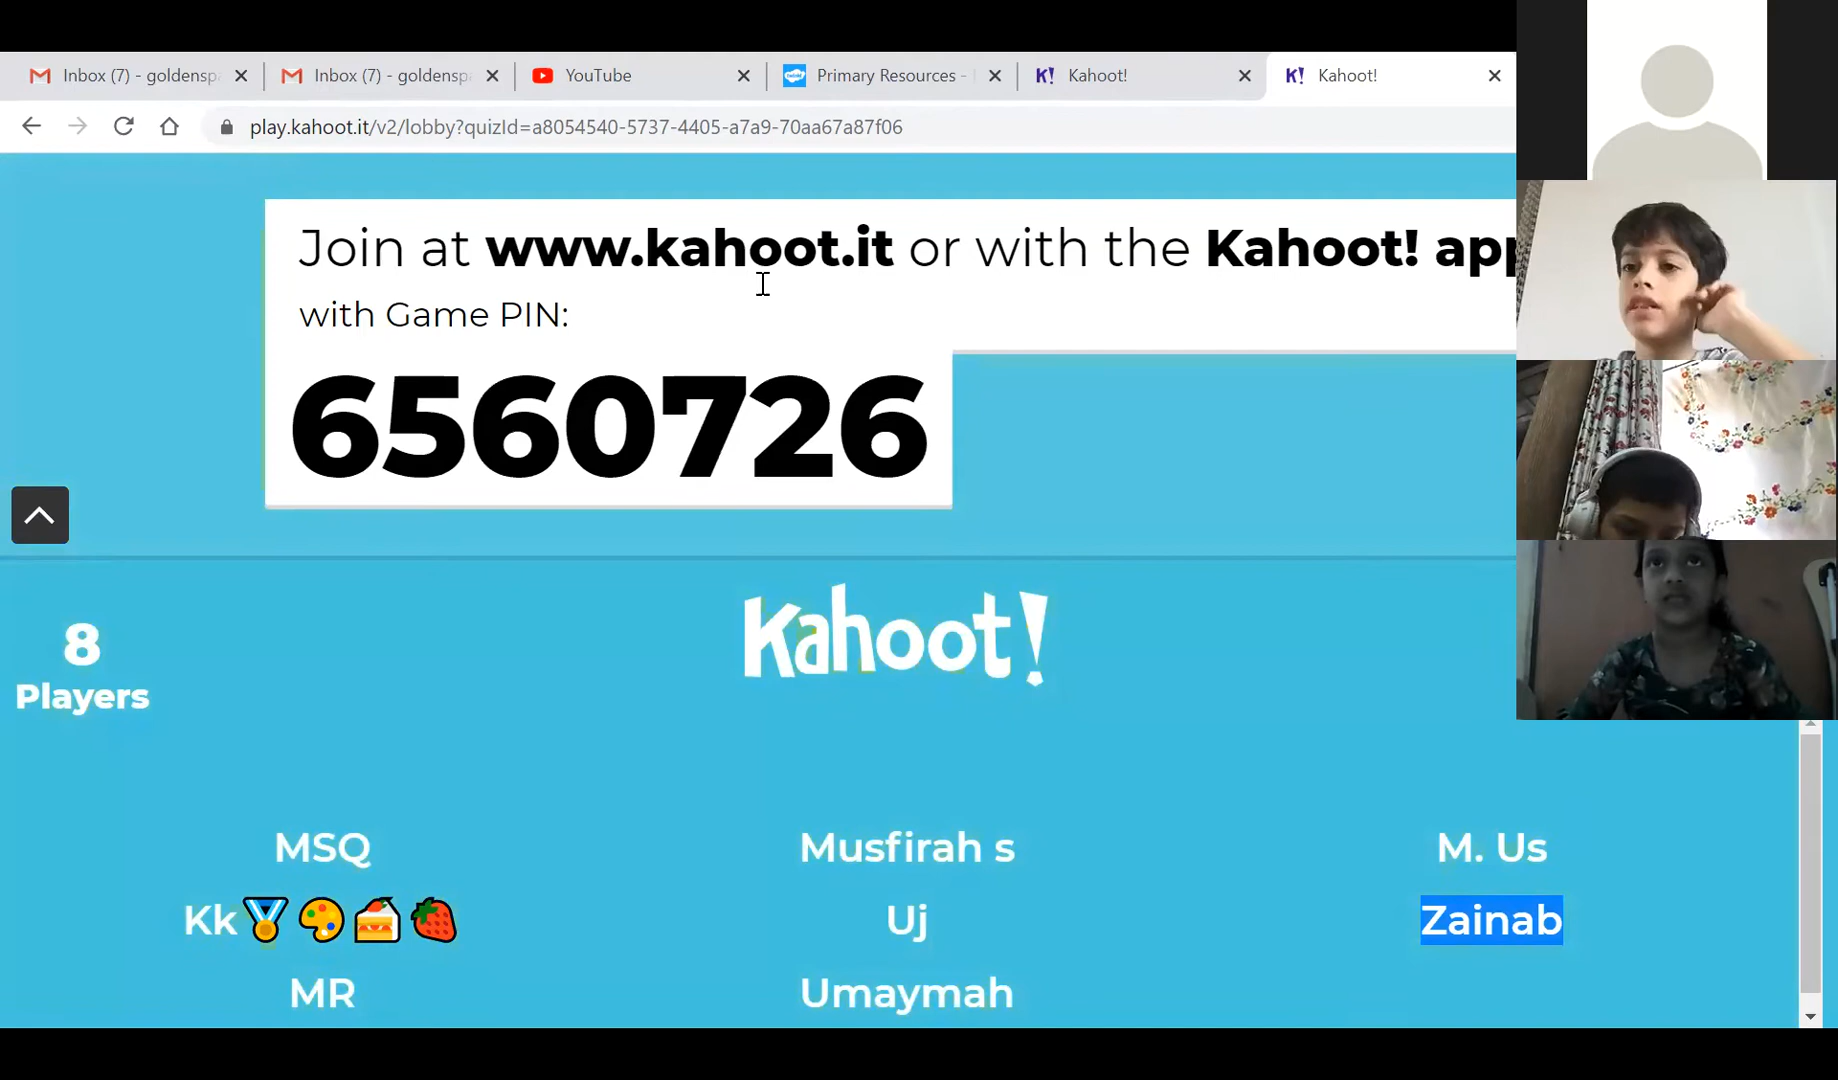 Inbox (7) - goldenspa
Inbox (7) - goldenspa
YouTube
Primary Resources -
K! Kahoot!
K! Kahoot!
play.kahoot.it/v2/lobby?quizId=a8054540-5737-4405-a7a9-70aa67a87f06
Join at www.kahoot.it or with the Kahoot! app
with Game PIN:
6560726
Kahoot!
8
Players
MSQ
Musfirah s
M. Us
Kk🏅🎨🍰🍓
Uj
Zainab
MR
Umaymah